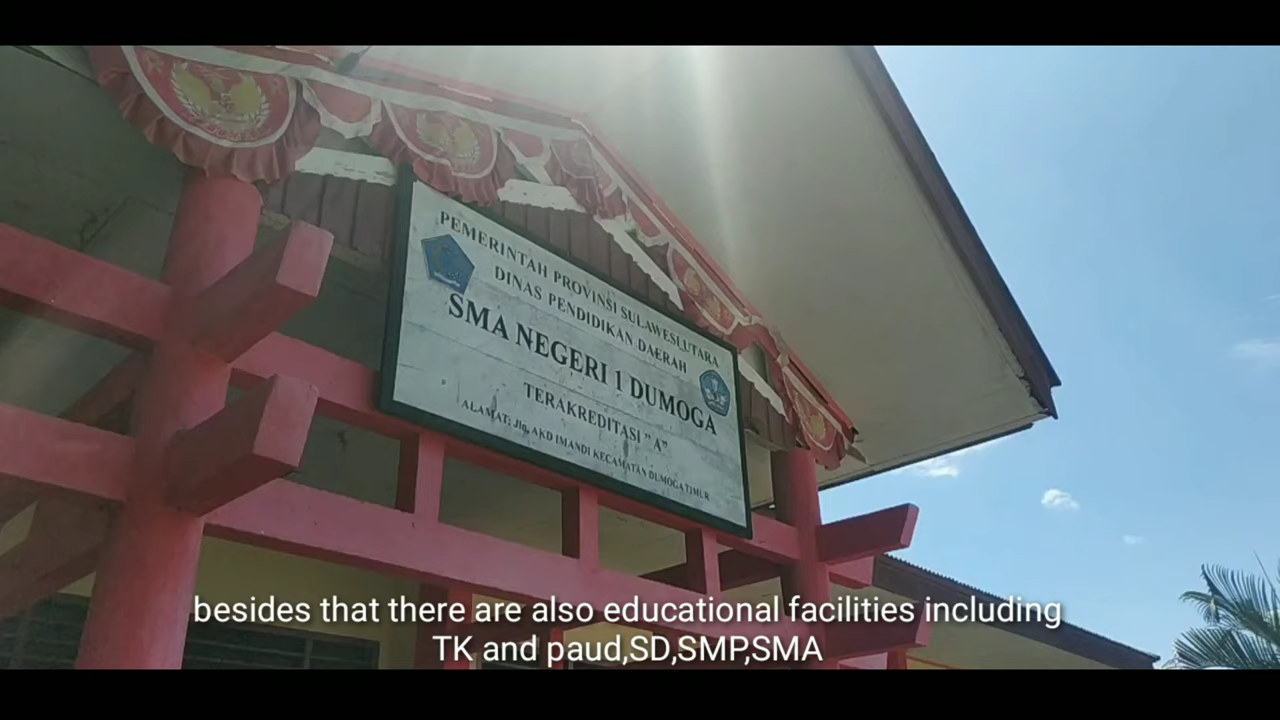 PEMERINTAH PROVINSI SULAWESI.UTARA
DINAS PENDIDIKAN DAERAH
SMA NEGERI 1 DUMOGA
TERAKREDITASI "A"
ALAMAT: Jln. AKD IMANDI KECAMATAN DUMOGA TIMUR
besides that there are also educational facilities including
TK and paud,SD,SMP,SMA